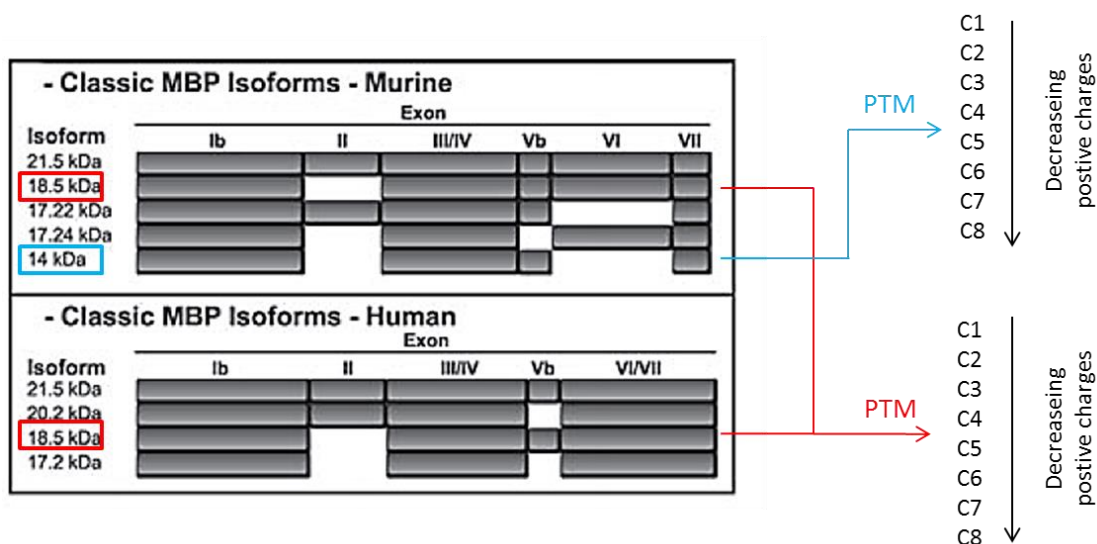 - Classic MBP Isoforms - Murine
Exon
Isoform Ib II III/IV Vb VI VII
21.5 kDa
18.5 kDa
17.22 kDa
17.24 kDa
14 kDa
- Classic MBP Isoforms - Human
Exon
Isoform Ib II III/IV Vb VI/VII
21.5 kDa
20.2 kDa
18.5 kDa
17.2 kDa
PTM
C1
C2
C3
C4
C5
C6
C7
C8
Decreaseing
postive charges
PTM
C1
C2
C3
C4
C5
C6
C7
C8
Decreaseing
postive charges